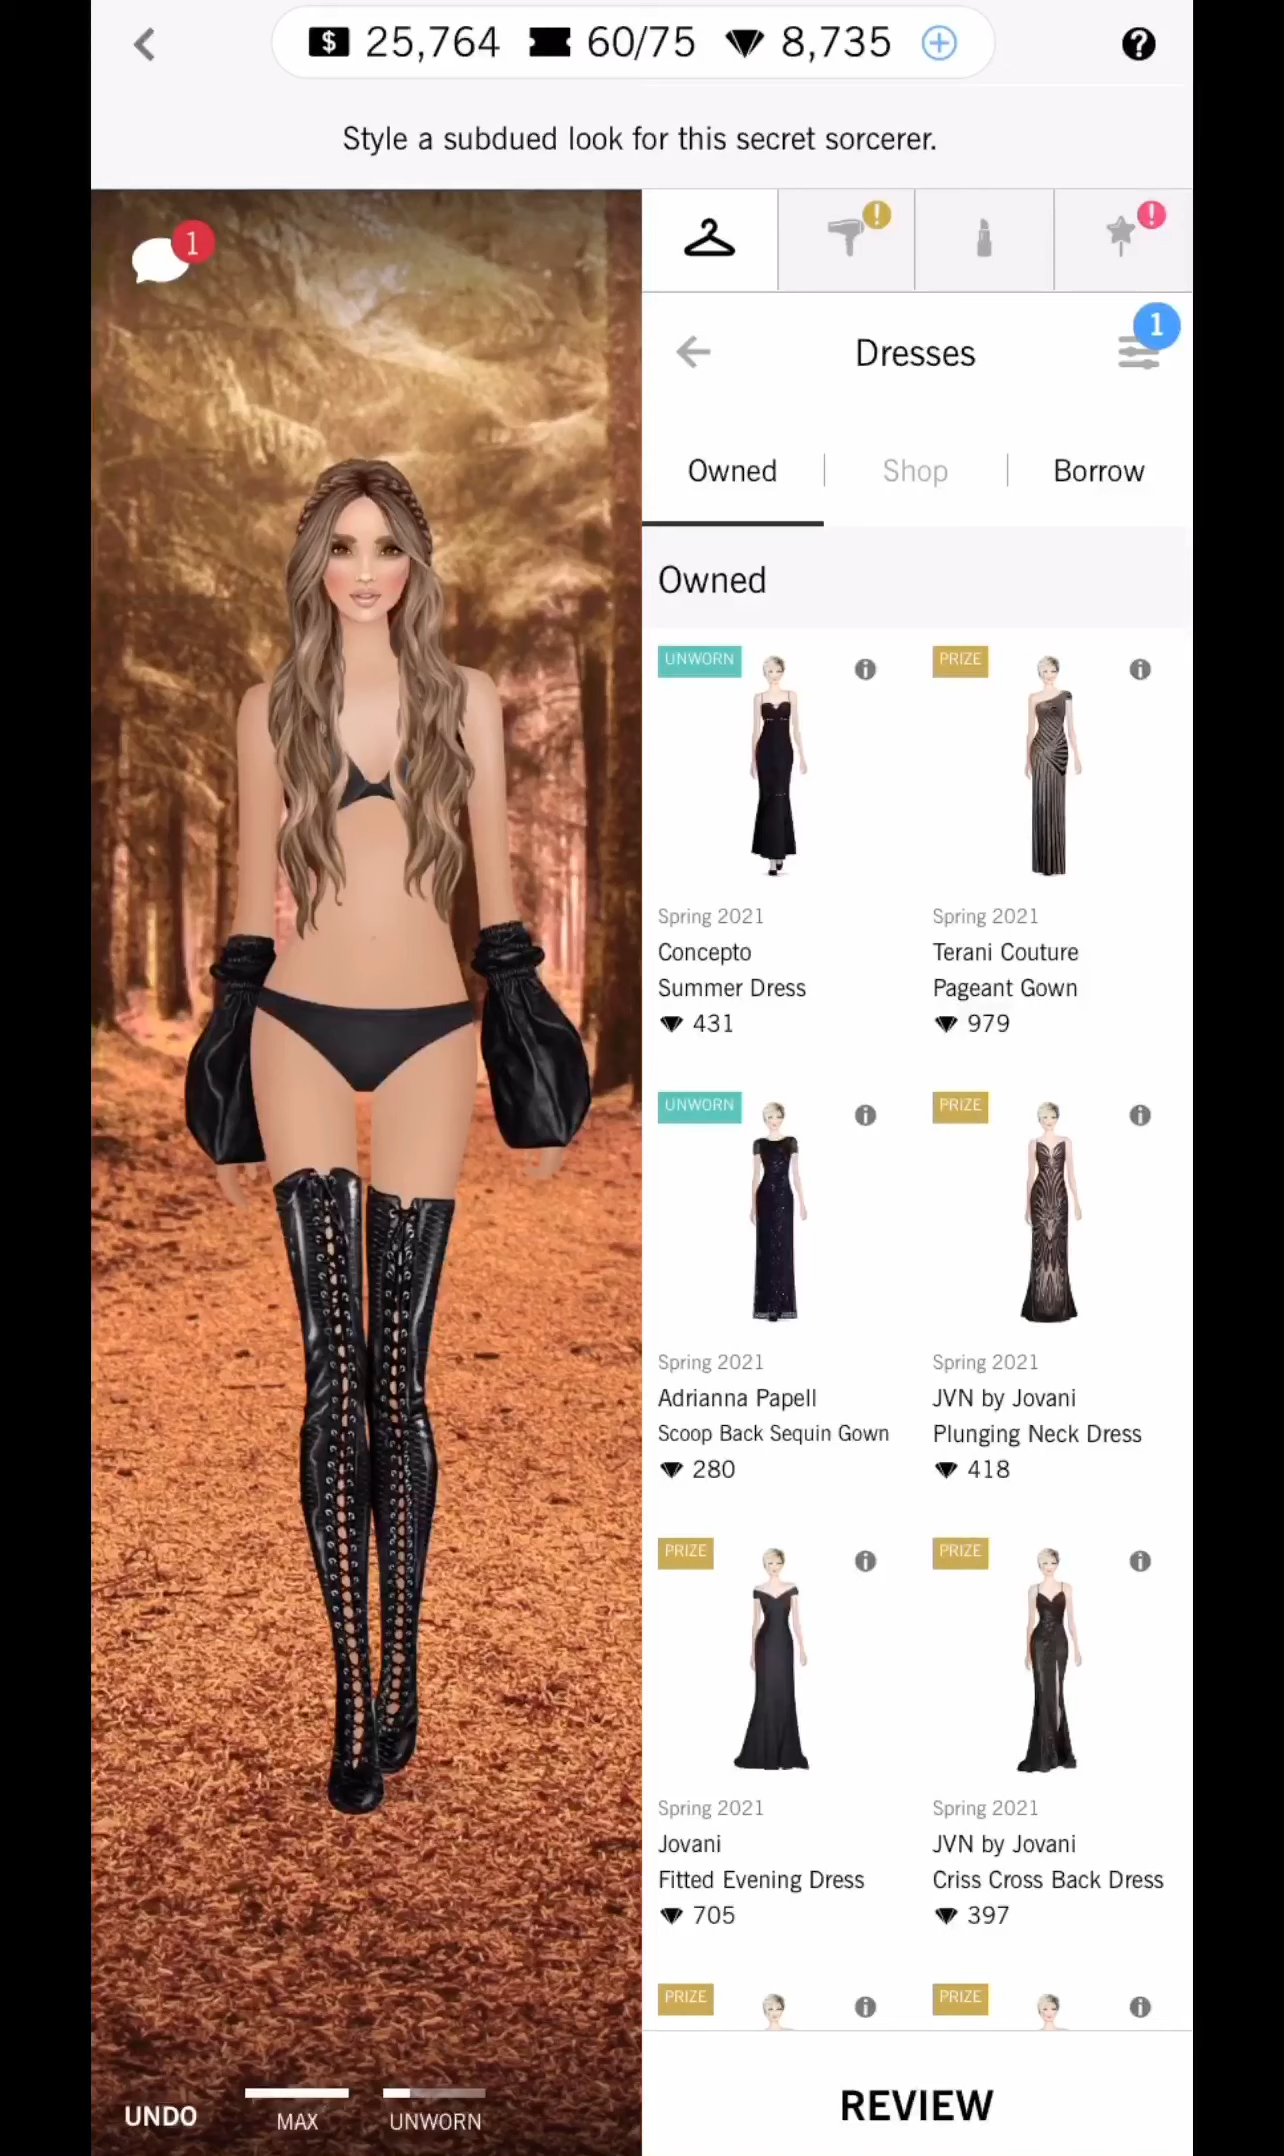 $ 25,764 60/75 8,735 +
?
Style a subdued look for this secret sorcerer.
1
!
!
Dresses
1
Owned
Shop
Borrow
Owned
UNWORN
i
Spring 2021
Concepto
Summer Dress
431
PRIZE
i
Spring 2021
Terani Couture
Pageant Gown
979
UNWORN
i
Spring 2021
Adrianna Papell
Scoop Back Sequin Gown
280
PRIZE
i
Spring 2021
JVN by Jovani
Plunging Neck Dress
418
PRIZE
i
Spring 2021
Jovani
Fitted Evening Dress
705
PRIZE
i
Spring 2021
JVN by Jovani
Criss Cross Back Dress
397
PRIZE
i
PRIZE
i
UNDO
MAX
UNWORN
REVIEW